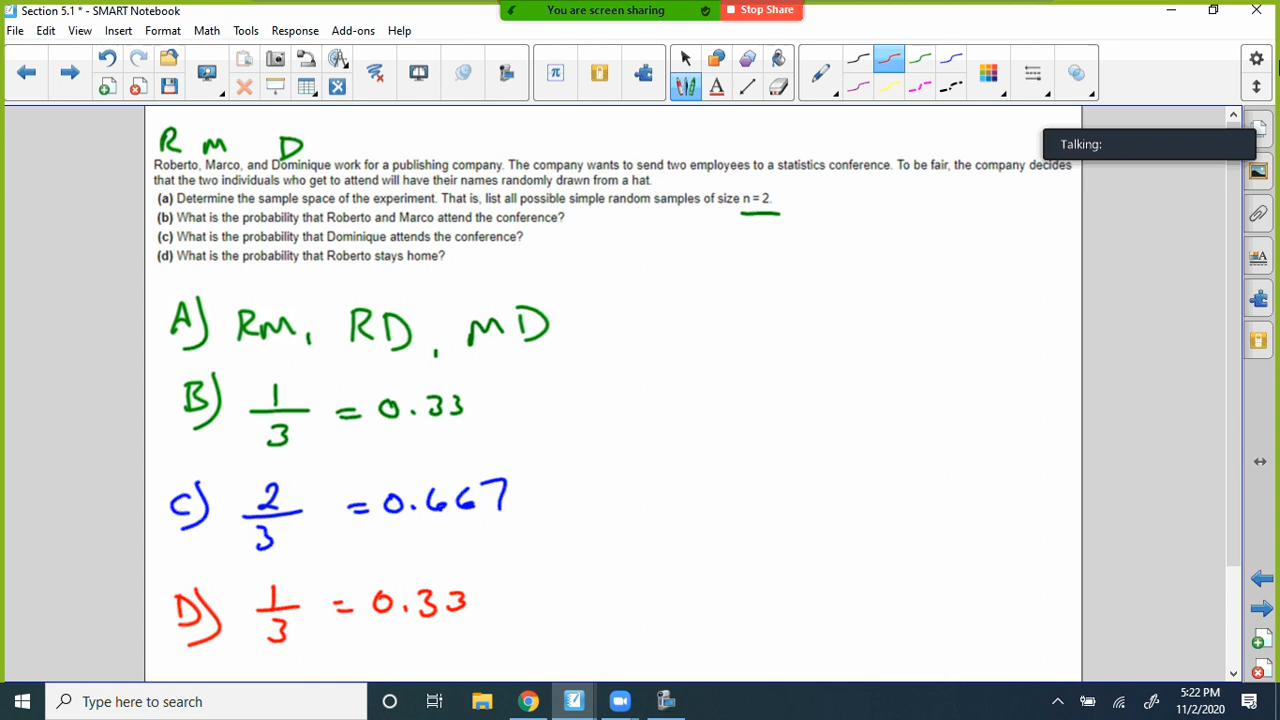 You are screen sharing
Stop Share
Section 5.1 * - SMART Notebook
File Edit View Insert Format Math Tools Response Add-ons Help
π
A
Talking:
R M D
Roberto, Marco, and Dominique work for a publishing company. The company wants to send two employees to a statistics conference. To be fair, the company decides
that the two individuals who get to attend will have their names randomly drawn from a hat.
(a) Determine the sample space of the experiment. That is, list all possible simple random samples of size n = 2.
(b) What is the probability that Roberto and Marco attend the conference?
(c) What is the probability that Dominique attends the conference?
(d) What is the probability that Roberto stays home?
A) RM, RD, MD
B) 1/3 = 0.33
C) 2/3 = 0.667
D) 1/3 = 0.33
Type here to search
5:22 PM
11/2/2020